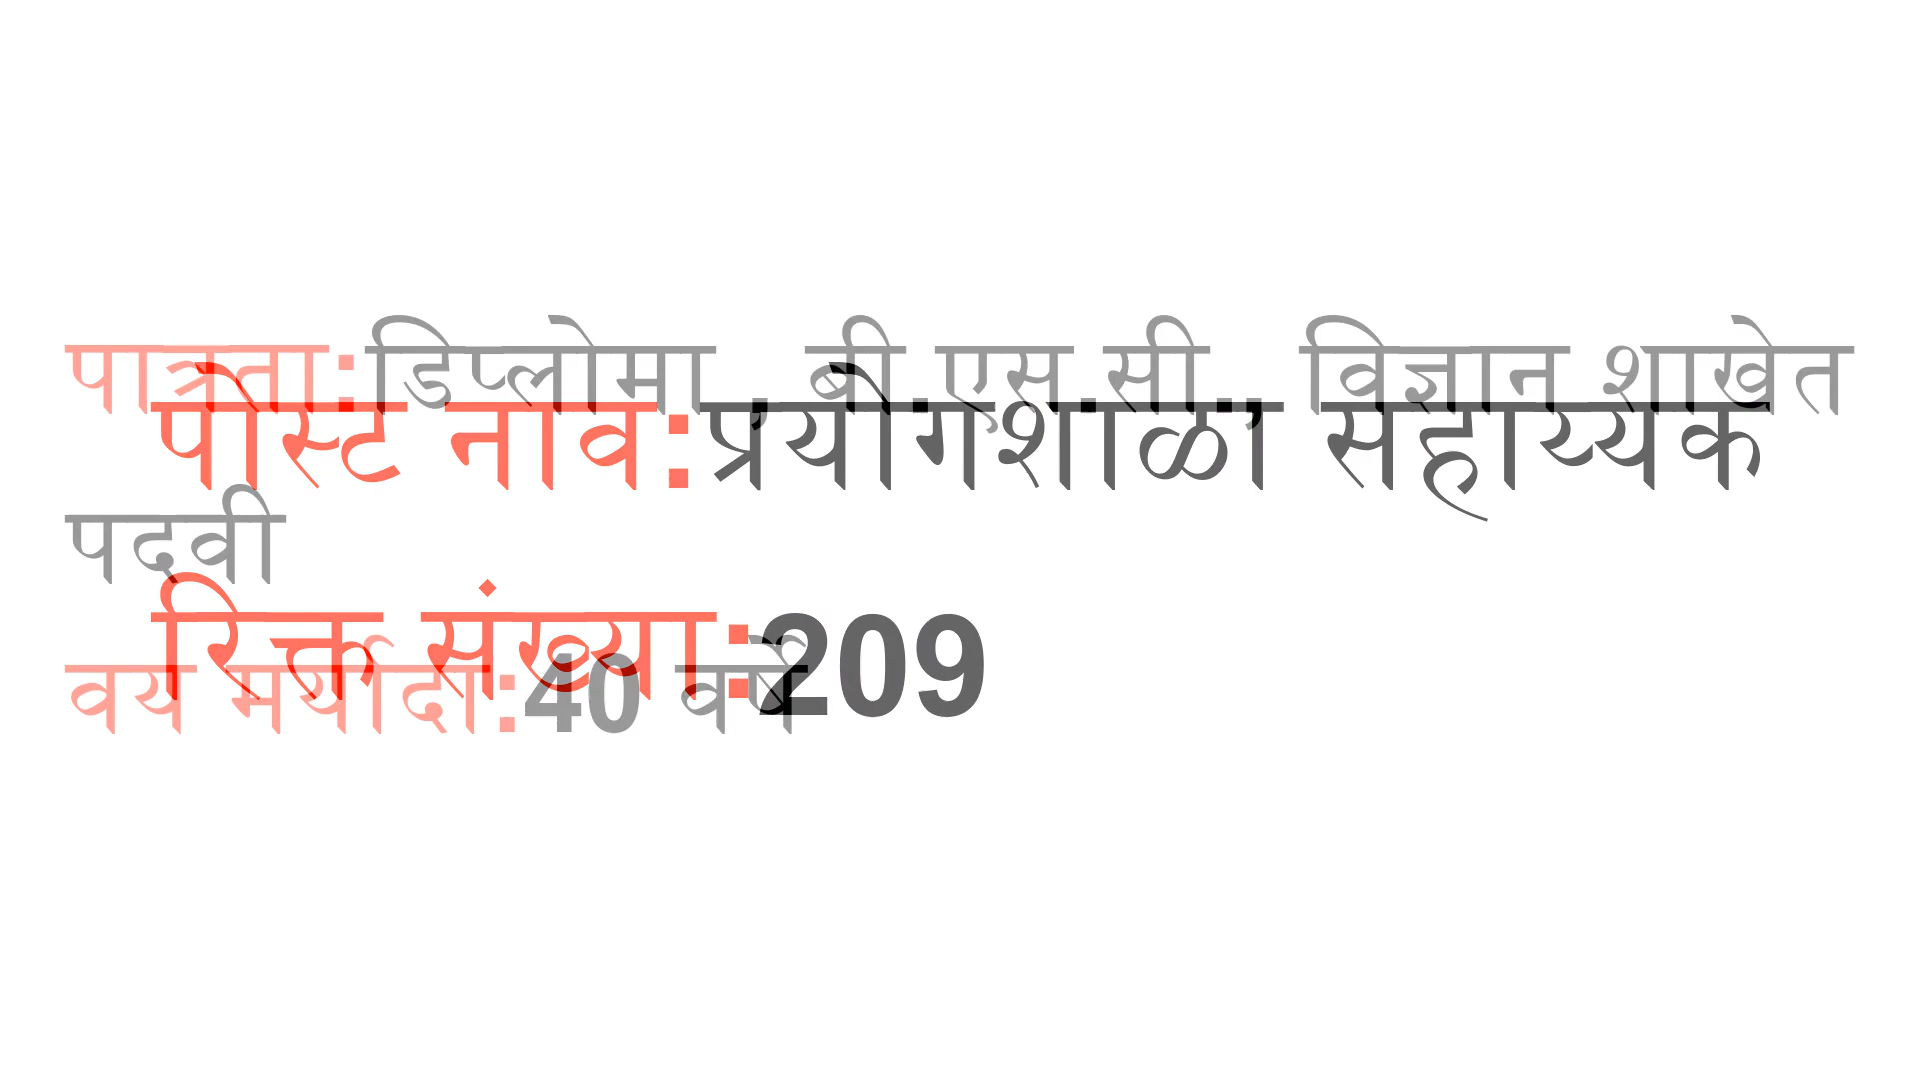 पात्रता:डिप्लोमा, बी.एस.सी., विज्ञान शाखेत
पदवी
वय मर्यादा:40 वर्षे
पोस्ट नाव:प्रयोगशाळा सहाय्यक
रिक्त संख्या:209